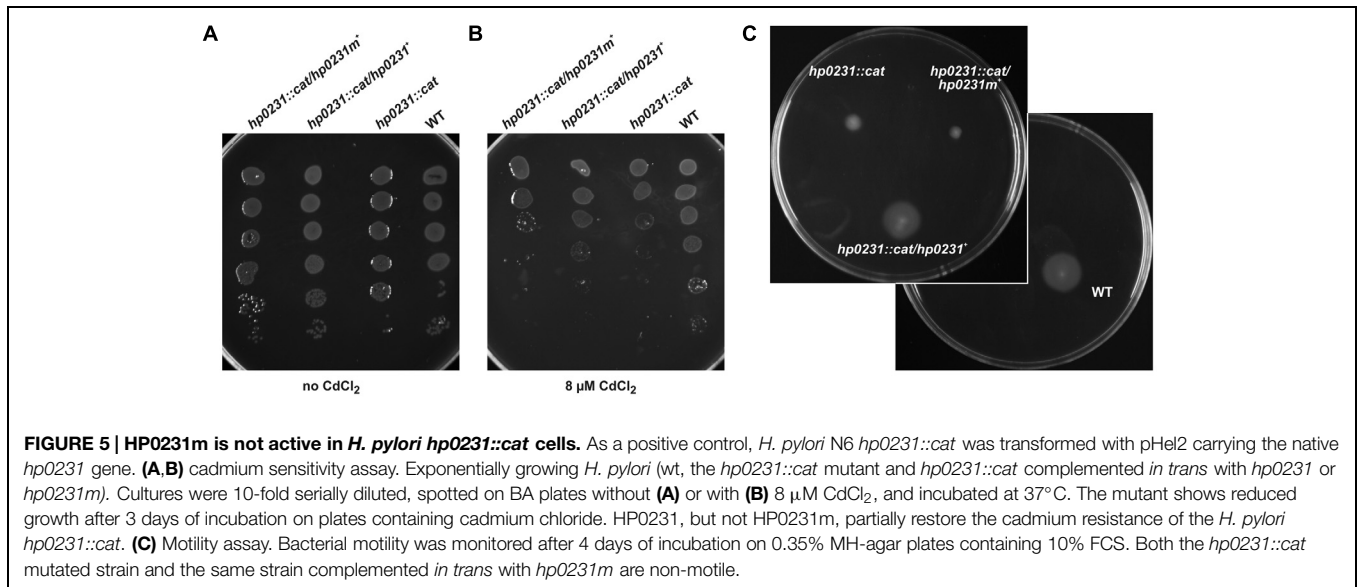 A
B
C
hp0231::cat/hp0231m+
hp0231::cat/hp0231+
hp0231::cat
WT
hp0231::cat/hp0231m+
hp0231::cat/hp0231+
hp0231::cat
WT
hp0231::cat
hp0231::cat/
hp0231m+
hp0231::cat/hp0231+
WT
no CdCl₂
8 µM CdCl₂
FIGURE 5 | HP0231m is not active in H. pylori hp0231::cat cells. As a positive control, H. pylori N6 hp0231::cat was transformed with pHel2 carrying the native
hp0231 gene. (A,B) cadmium sensitivity assay. Exponentially growing H. pylori (wt, the hp0231::cat mutant and hp0231::cat complemented in trans with hp0231 or
hp0231m). Cultures were 10-fold serially diluted, spotted on BA plates without (A) or with (B) 8 µM CdCl₂, and incubated at 37°C. The mutant shows reduced
growth after 3 days of incubation on plates containing cadmium chloride. HP0231, but not HP0231m, partially restore the cadmium resistance of the H. pylori
hp0231::cat. (C) Motility assay. Bacterial motility was monitored after 4 days of incubation on 0.35% MH-agar plates containing 10% FCS. Both the hp0231::cat
mutated strain and the same strain complemented in trans with hp0231m are non-motile.